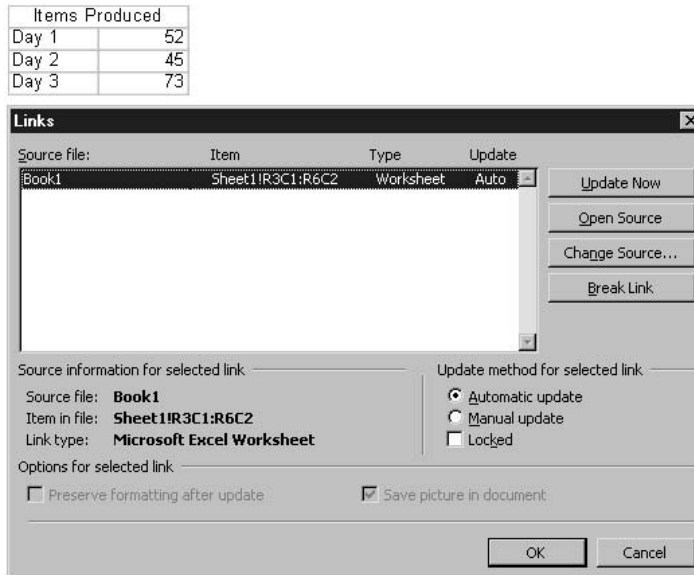 Items Produced
Day 1 52
Day 2 45
Day 3 73
Links
Source file: Item Type Update
Book1 Sheet1!R3C1:R6C2 Worksheet Auto
Update Now
Open Source
Change Source...
Break Link
Source information for selected link
Source file: Book1
Item in file: Sheet1!R3C1:R6C2
Link type: Microsoft Excel Worksheet
Update method for selected link
Automatic update
Manual update
Locked
Options for selected link
Preserve formatting after update Save picture in document
OK Cancel